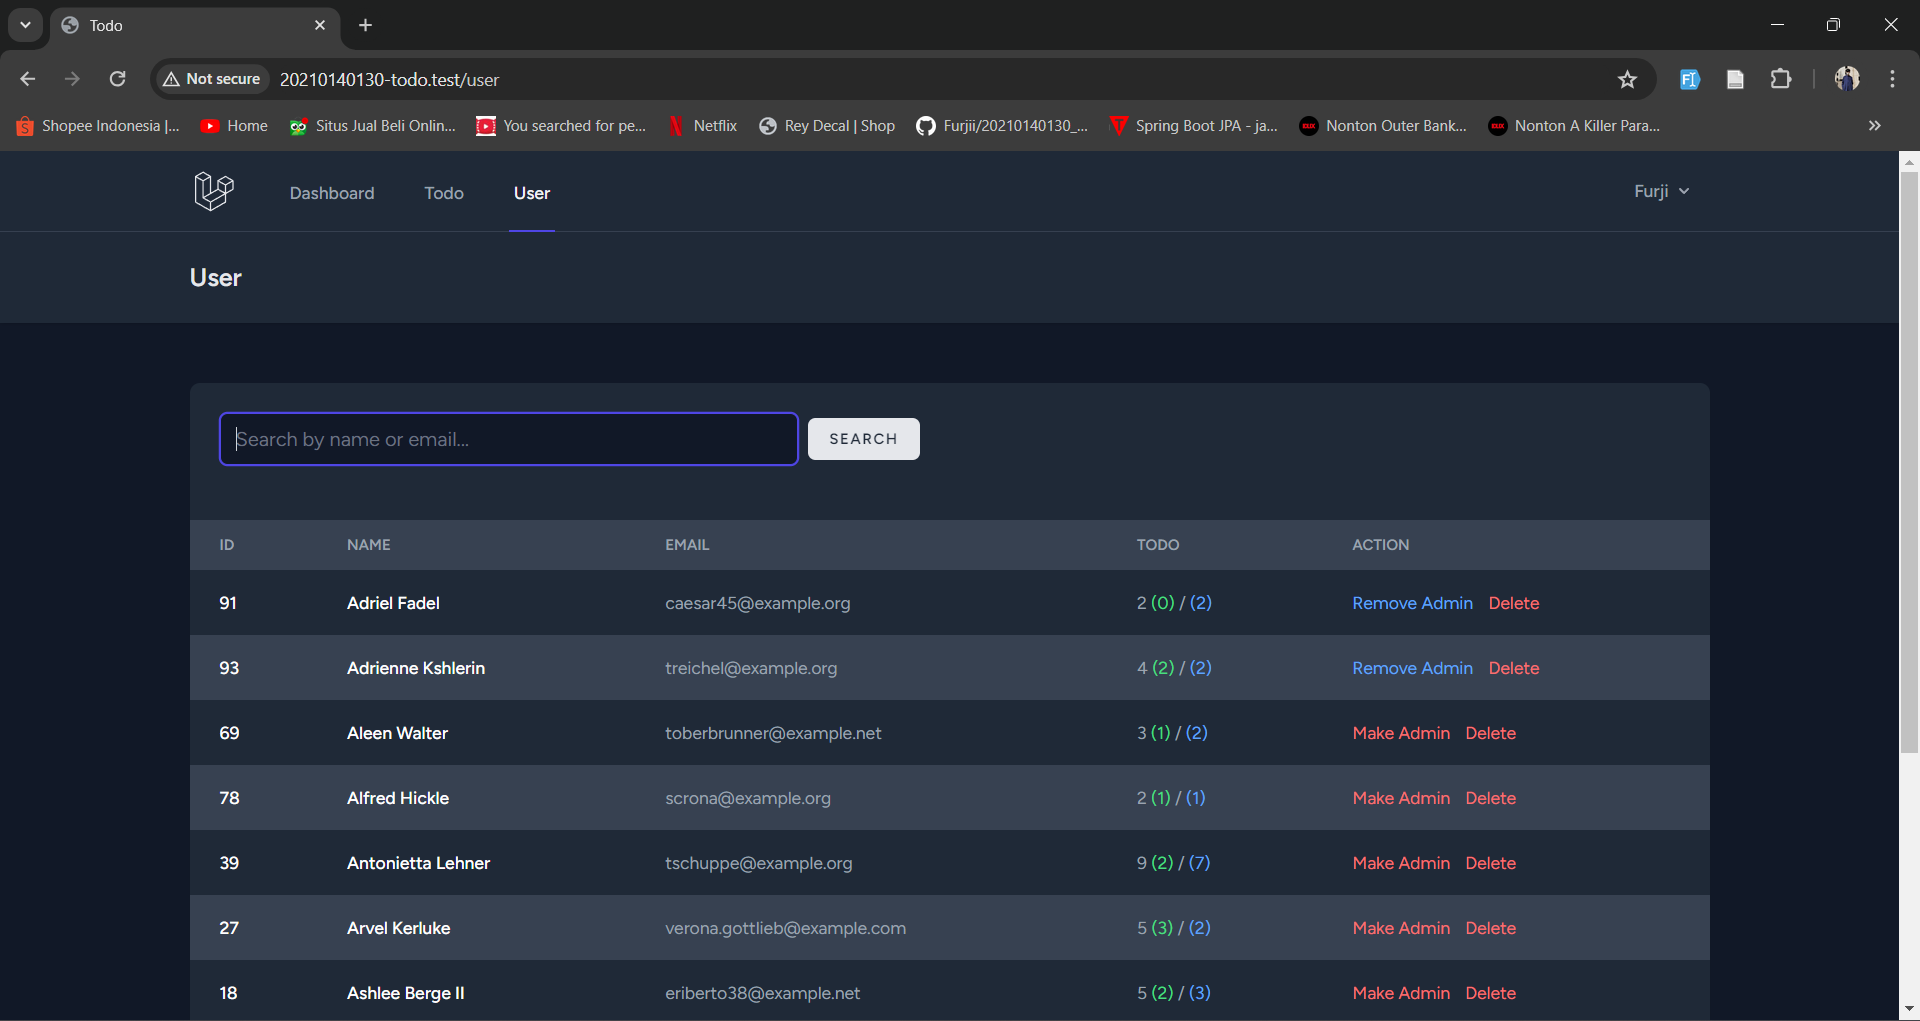 Todo
Not secure 20210140130-todo.test/user
Shopee Indonesia |... Home Situs Jual Beli Onlin... You searched for pe... Netflix Rey Decal | Shop Furjii/20210140130_... Spring Boot JPA - ja... Nonton Outer Bank... Nonton A Killer Para...
Dashboard Todo User Furji
User
Search by name or email...
SEARCH
ID NAME EMAIL TODO ACTION
91 Adriel Fadel caesar45@example.org 2 (0) / (2) Remove Admin Delete
93 Adrienne Kshlerin treichel@example.org 4 (2) / (2) Remove Admin Delete
69 Aleen Walter toberbrunner@example.net 3 (1) / (2) Make Admin Delete
78 Alfred Hickle scrona@example.org 2 (1) / (1) Make Admin Delete
39 Antonietta Lehner tschuppe@example.org 9 (2) / (7) Make Admin Delete
27 Arvel Kerluke verona.gottlieb@example.com 5 (3) / (2) Make Admin Delete
18 Ashlee Berge II eriberto38@example.net 5 (2) / (3) Make Admin Delete